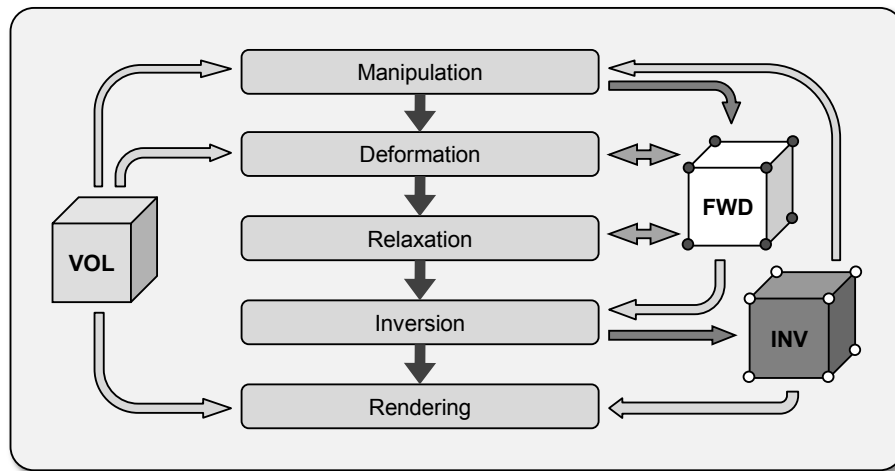 Manipulation
Deformation
FWD
Relaxation
VOL
Inversion
INV
Rendering